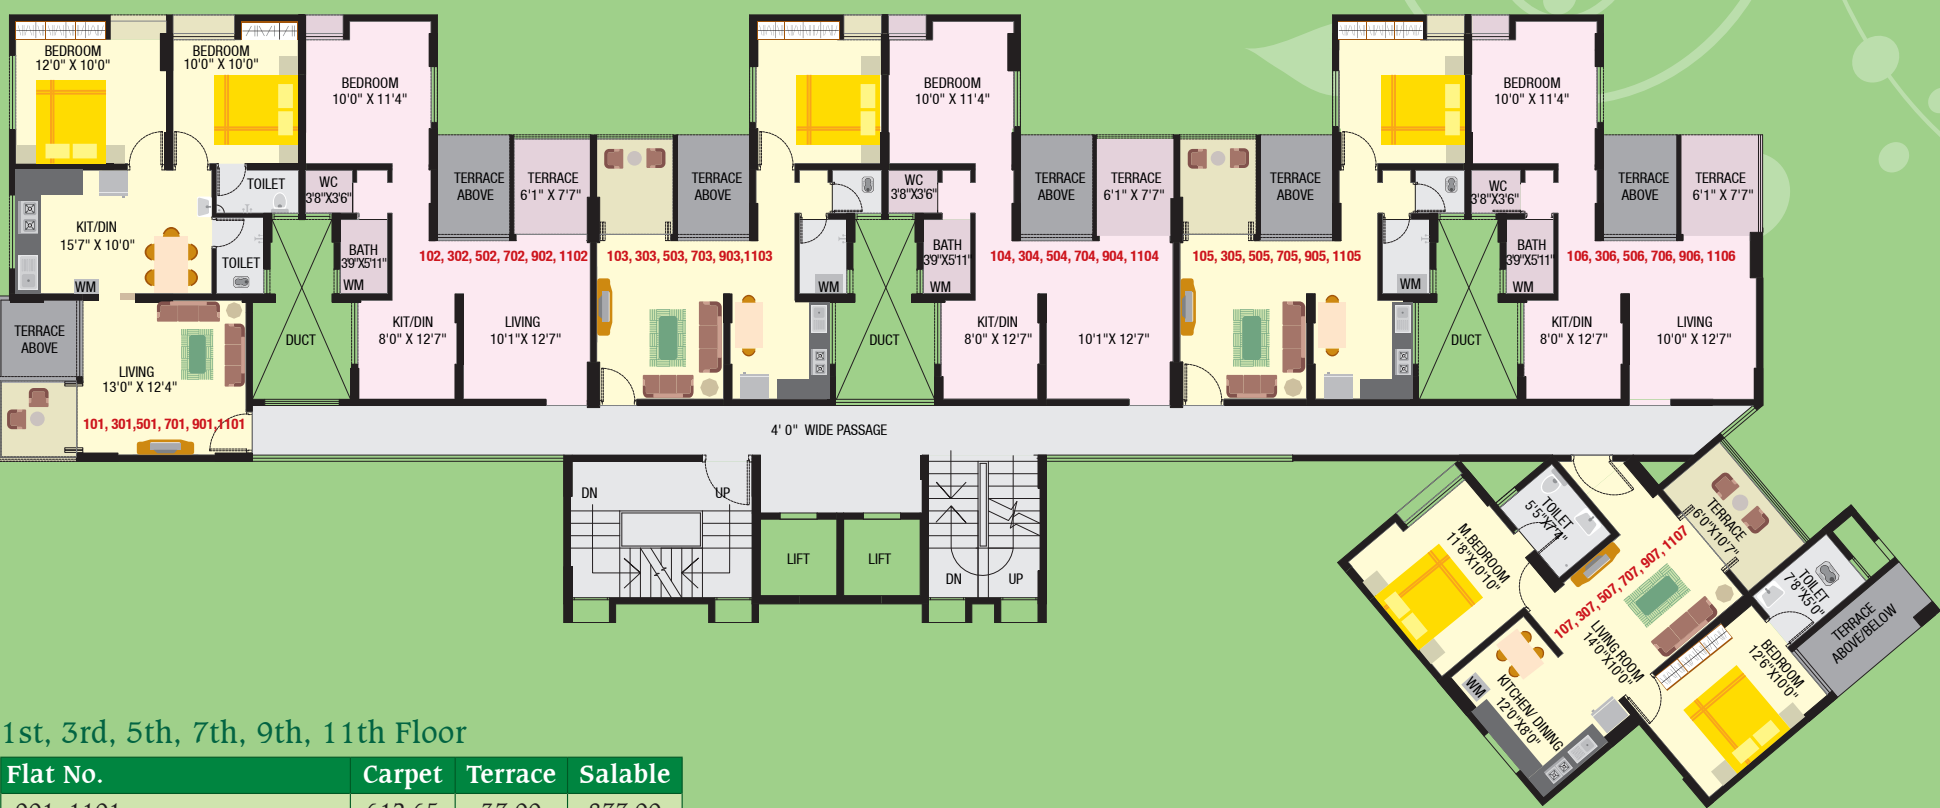 BEDROOM
12'0" X 10'0"
BEDROOM
10'0" X 10'0"
BEDROOM
10'0" X 11'4"
TERRACE
ABOVE
TERRACE
6'1" X 7'7"
TERRACE
ABOVE
BEDROOM
10'0" X 11'4"
TERRACE
ABOVE
TERRACE
6'1" X 7'7"
TERRACE
ABOVE
BEDROOM
10'0" X 11'4"
TERRACE
ABOVE
TERRACE
6'1" X 7'7"
KIT/DIN
15'7" X 10'0"
WM
TOILET
TOILET
WC
3'8"X3'6"
BATH
3'9"X5'11"
WM
DUCT
102, 302, 502, 702, 902, 1102
KIT/DIN
8'0" X 12'7"
LIVING
10'1"X 12'7"
103, 303, 503, 703, 903,1103
WM
WC
3'8"X3'6"
BATH
3'9"X5'11"
WM
DUCT
104, 304, 504, 704, 904, 1104
KIT/DIN
8'0" X 12'7"
10'1"X 12'7"
105, 305, 505, 705, 905, 1105
WM
WC
3'8"X3'6"
BATH
3'9"X5'11"
WM
DUCT
106, 306, 506, 706, 906, 1106
KIT/DIN
8'0" X 12'7"
LIVING
10'0" X 12'7"
TERRACE
ABOVE
LIVING
13'0" X 12'4"
101, 301,501, 701, 901,1101
4' 0" WIDE PASSAGE
DN
UP
LIFT
LIFT
DN
UP
M.BEDROOM
11'8"X10'10"
TOILET
5'5"X7'4"
TERRACE
6'0"X10'7"
107, 307, 507, 707, 907, 1107
TOILET
7'8"X5'0"
TERRACE
ABOVE/BELOW
LIVING ROOM
14'0"X10'0"
BEDROOM
12'6"X10'0"
WM
KITCHEN/ DINING
12'0"X8'0"
1st, 3rd, 5th, 7th, 9th, 11th Floor
Flat No. Carpet Terrace Salable